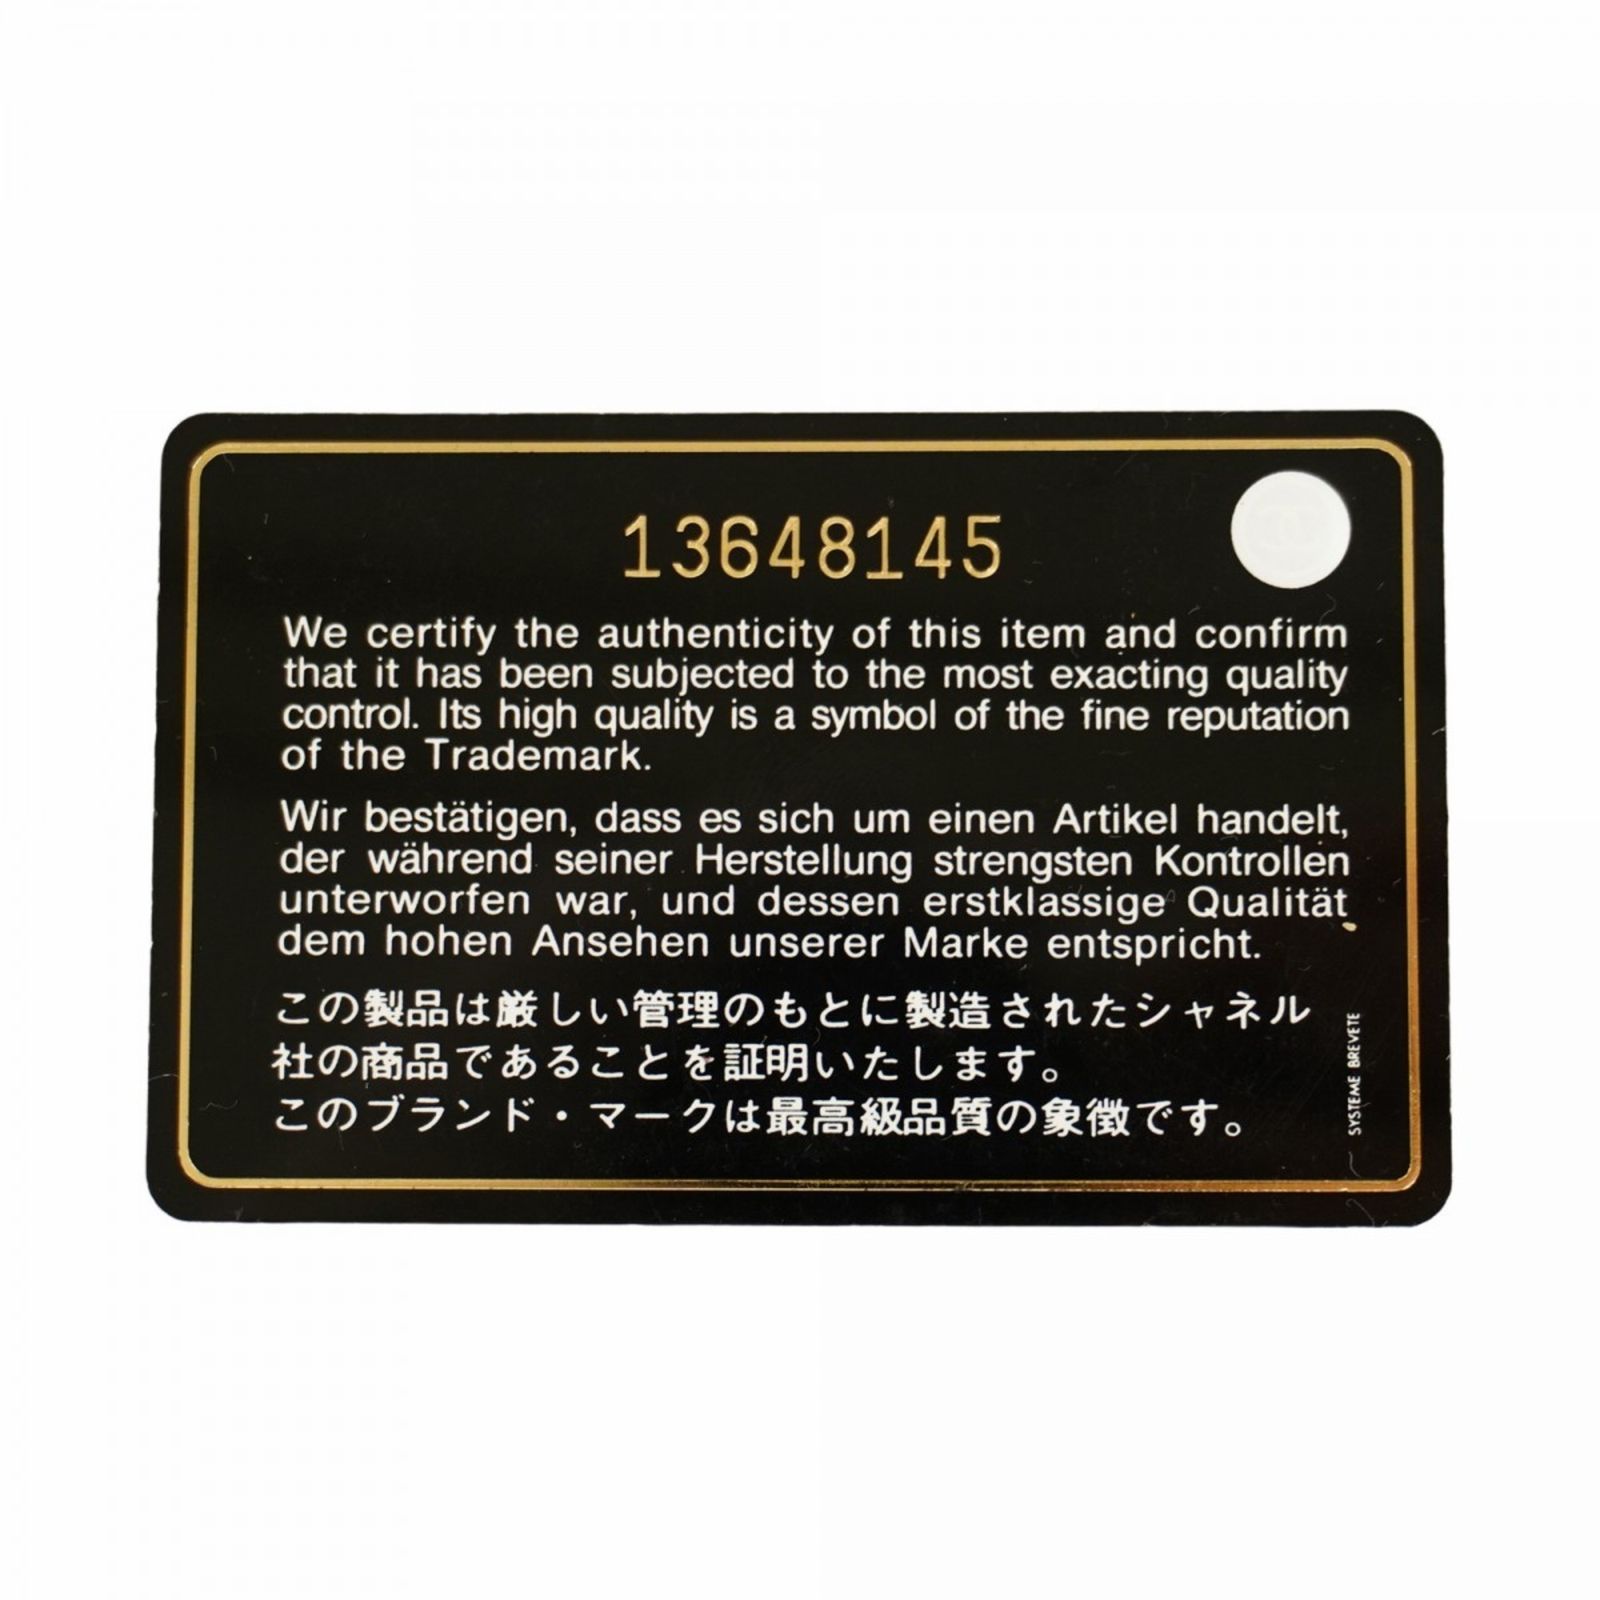 13648145
We certify the authenticity of this item and confirm
that it has been subjected to the most exacting quality
control. Its high quality is a symbol of the fine reputation
of the Trademark.
Wir bestätigen, dass es sich um einen Artikel handelt,
der während seiner Herstellung strengsten Kontrollen
unterworfen war, und dessen erstklassige Qualität
dem hohen Ansehen unserer Marke entspricht.
この製品は厳しい管理のもとに製造されたシャネル
社の商品であることを証明いたします。
このブランド・マークは最高級品質の象徴です。
SYSTEME BREVETE